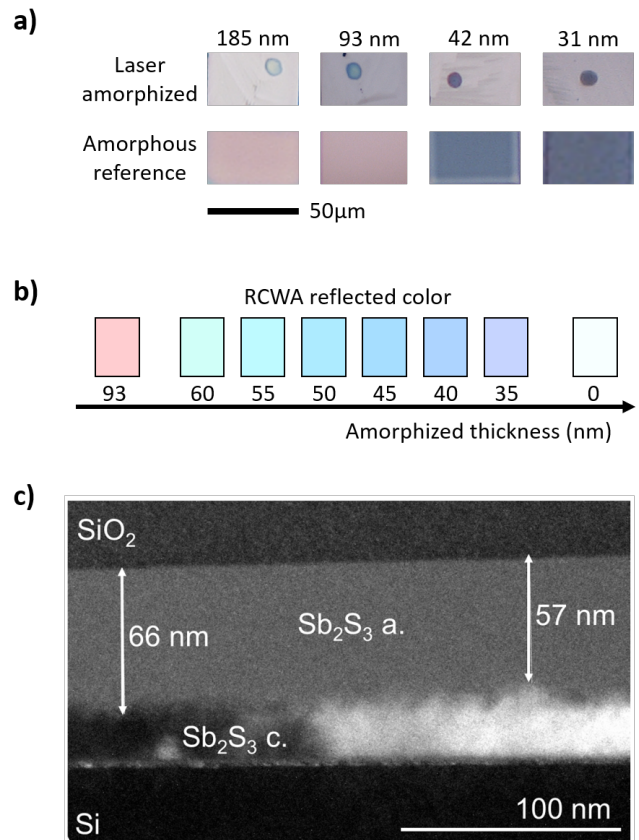 a)
185 nm 93 nm 42 nm 31 nm
Laser
amorphized
Amorphous
reference
50µm
b)
RCWA reflected color
93 60 55 50 45 40 35 0
Amorphized thickness (nm)
c)
SiO₂
66 nm
Sb₂S₃ a.
57 nm
Sb₂S₃ c.
100 nm
Si